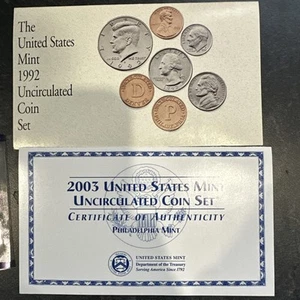 The
United States
Mint
1992
Uncirculated
Coin
Set
D
P
2003 United States Mint
Uncirculated Coin Set
Certificate of Authenticity
Philadelphia Mint
UNITED STATES MINT
Department of the Treasury
Serving America Since 1792